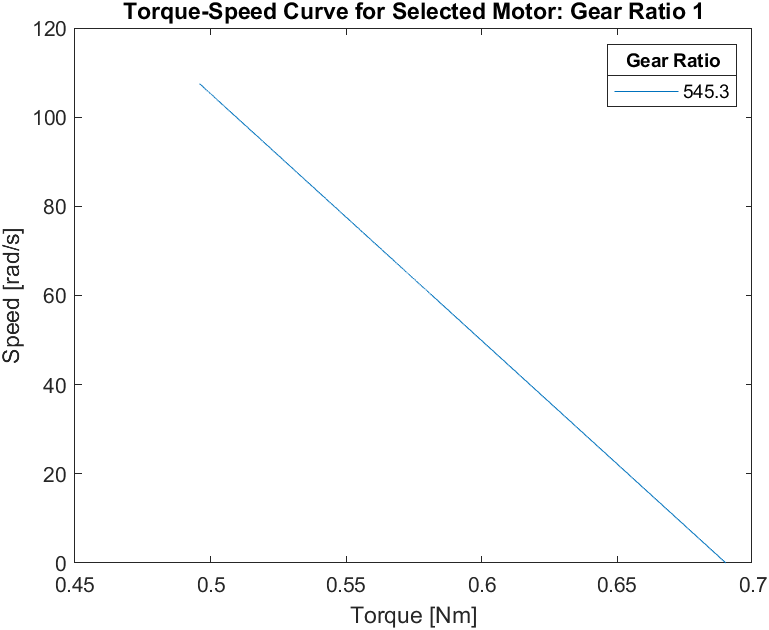 Torque-Speed Curve for Selected Motor: Gear Ratio 1
120
100
80
60
40
20
0
Speed [rad/s]
Gear Ratio
545.3
0.45 0.5 0.55 0.6 0.65 0.7
Torque [Nm]